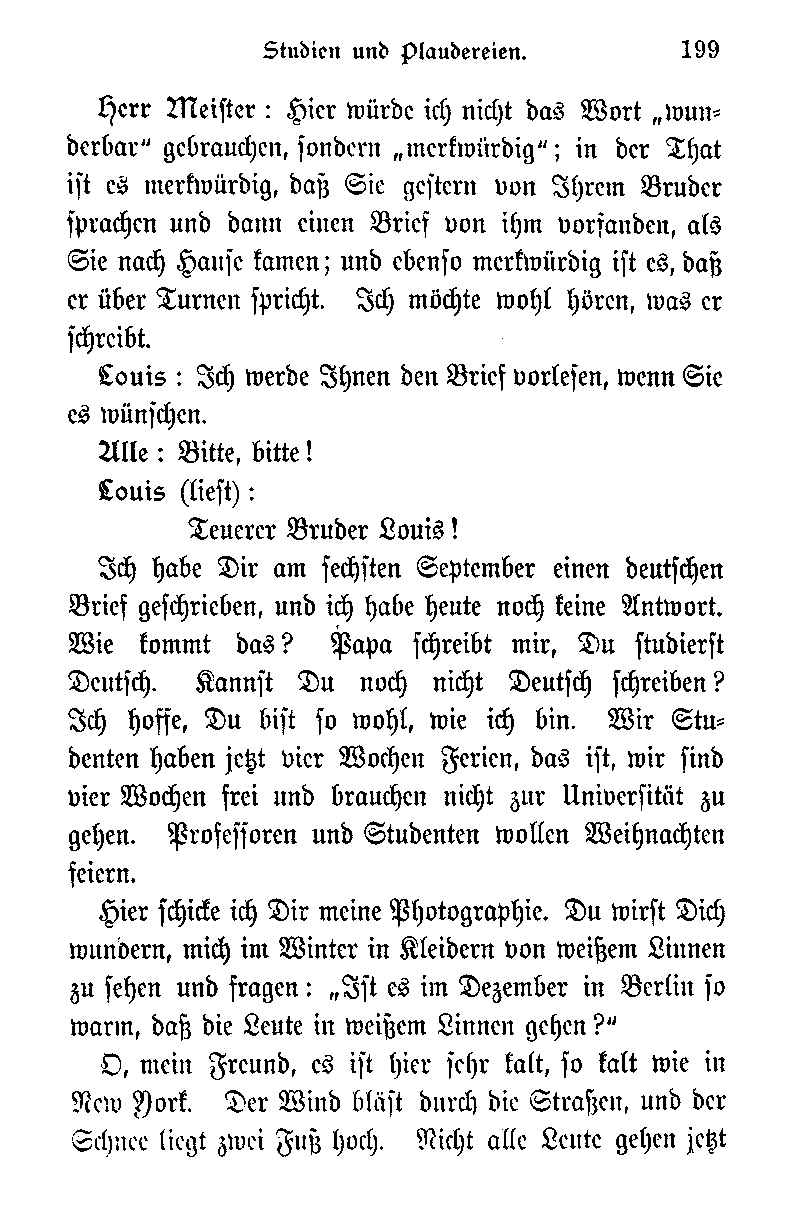 Studien und Plaudereien. 199
Herr Meister: Hier würde ich nicht das Wort „wun-
derbar“ gebrauchen, sondern „merkwürdig“; in der That
ist es merkwürdig, daß Sie gestern von Ihrem Bruder
sprachen und dann einen Brief von ihm vorfanden, als
Sie nach Hause kamen; und ebenso merkwürdig ist es, daß
er über Turnen spricht. Ich möchte wohl hören, was er
schreibt.
Louis: Ich werde Ihnen den Brief vorlesen, wenn Sie
es wünschen.
Alle: Bitte, bitte!
Louis (liest):
Teuerer Bruder Louis!
Ich habe Dir am sechsten September einen deutschen
Brief geschrieben, und ich habe heute noch keine Antwort.
Wie kommt das? Papa schreibt mir, Du studierst
Deutsch. Kannst Du noch nicht Deutsch schreiben?
Ich hoffe, Du bist so wohl, wie ich bin. Wir Stu-
denten haben jetzt vier Wochen Ferien, das ist, wir sind
vier Wochen frei und brauchen nicht zur Universität zu
gehen. Professoren und Studenten wollen Weihnachten
feiern.
Hier schicke ich Dir meine Photographie. Du wirst Dich
wundern, mich im Winter in Kleidern von weißem Linnen
zu sehen und fragen: „Ist es im Dezember in Berlin so
warm, daß die Leute in weißem Linnen gehen?“
O, mein Freund, es ist hier sehr kalt, so kalt wie in
New York. Der Wind bläst durch die Straßen, und der
Schnee liegt zwei Fuß hoch. Nicht alle Leute gehen jetzt